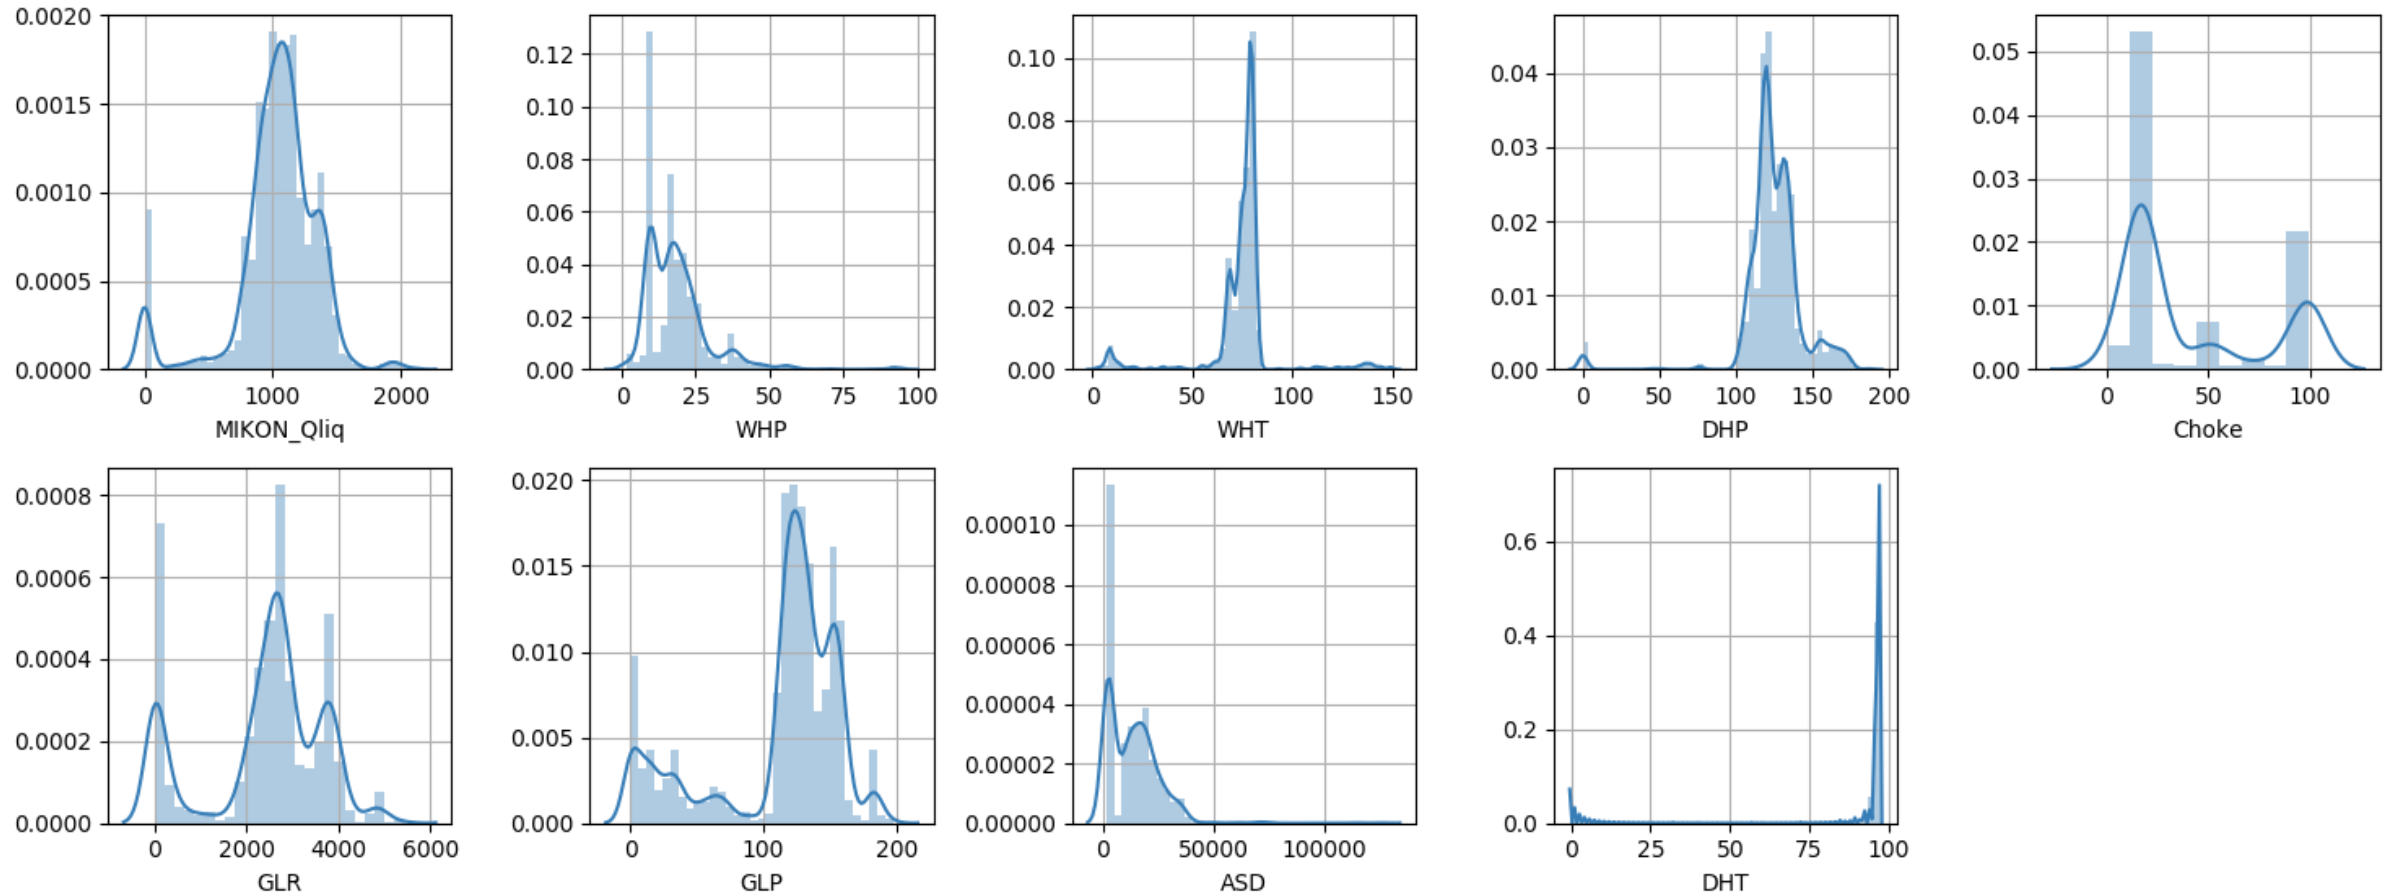 0.0020
0.0015
0.0010
0.0005
0.0000
0 1000 2000
MIKON_Qliq
0.12
0.10
0.08
0.06
0.04
0.02
0.00
0 25 50 75 100
WHP
0.10
0.08
0.06
0.04
0.02
0.00
0 50 100 150
WHT
0.04
0.03
0.02
0.01
0.00
0 50 100 150 200
DHP
0.05
0.04
0.03
0.02
0.01
0.00
0 50 100
Choke
0.0008
0.0006
0.0004
0.0002
0.0000
0 2000 4000 6000
GLR
0.020
0.015
0.010
0.005
0.000
0 100 200
GLP
0.00010
0.00008
0.00006
0.00004
0.00002
0.00000
0 50000 100000
ASD
0.6
0.4
0.2
0.0
0 25 50 75 100
DHT